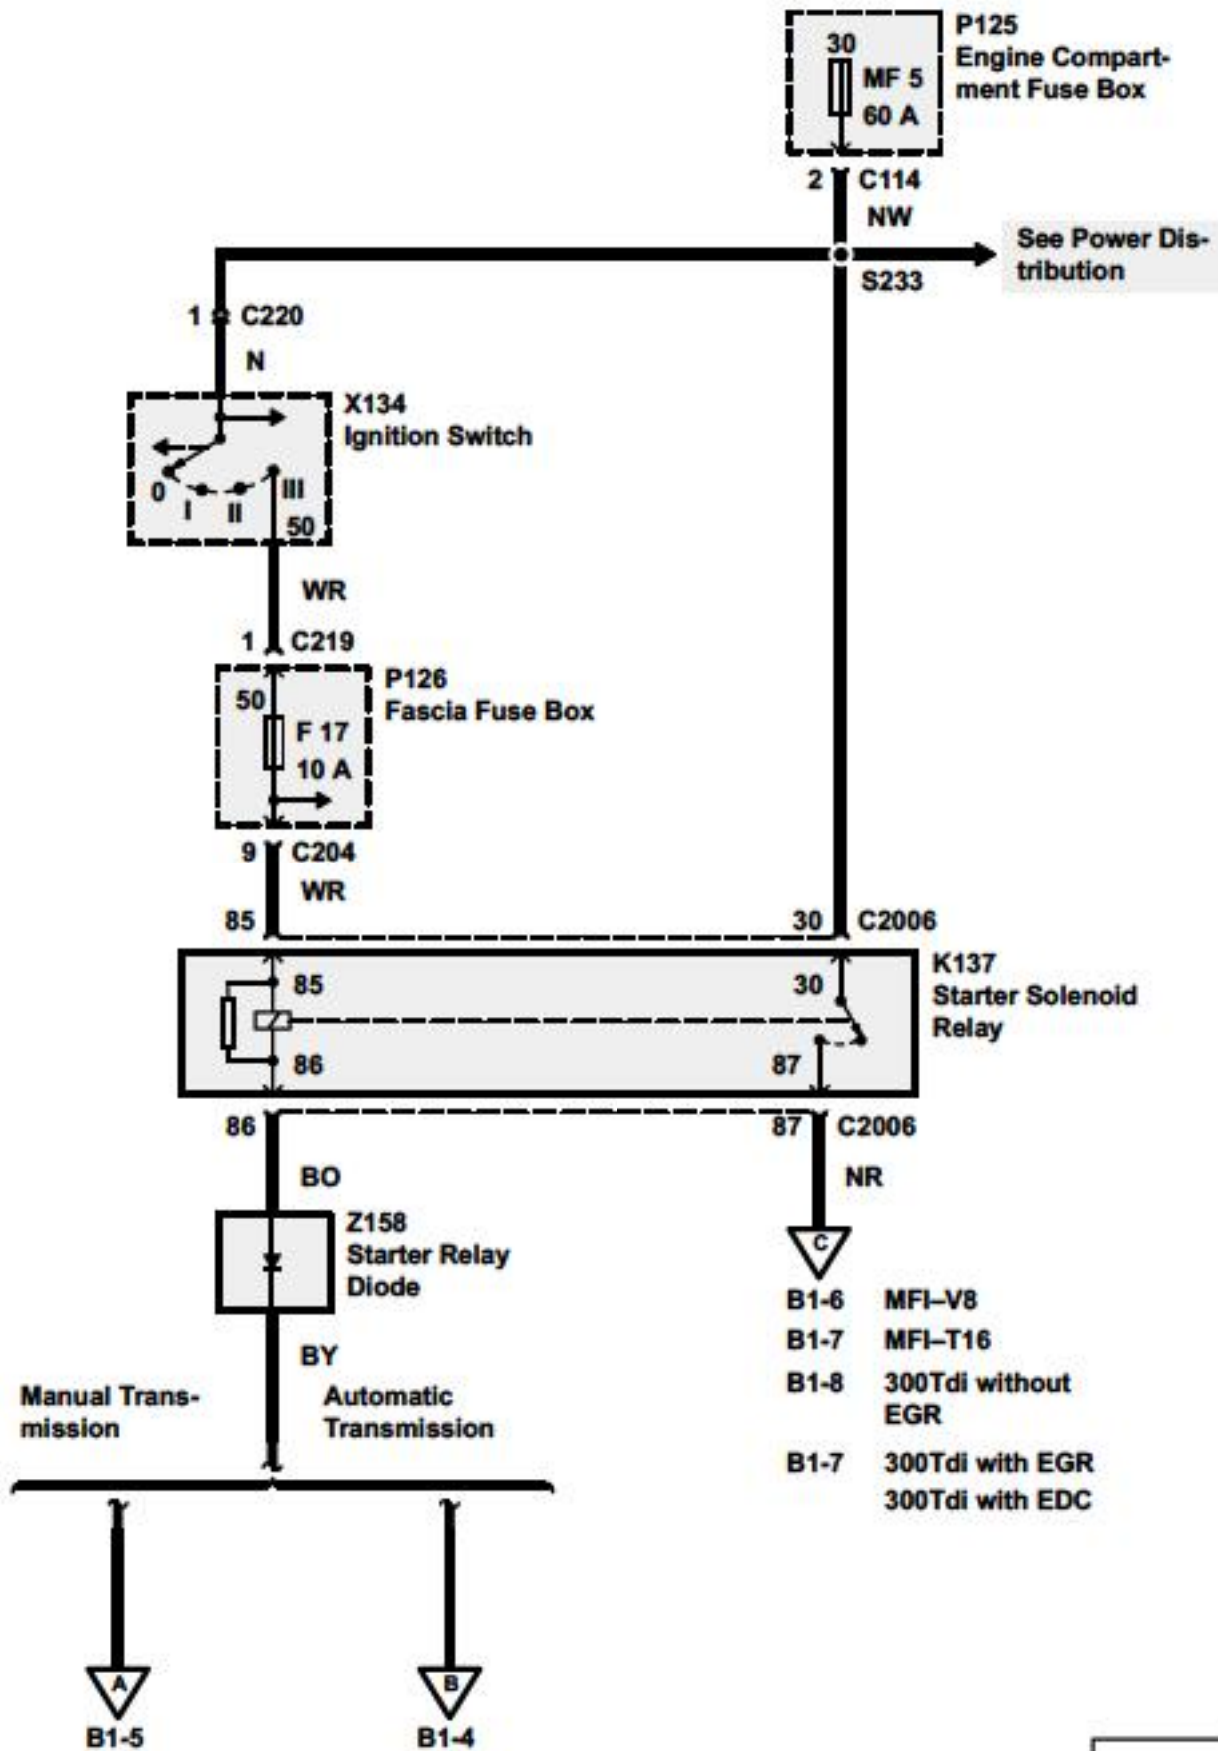 P125
Engine Compart-
ment Fuse Box
30
MF 5
60 A
2 C114
NW
See Power Dis-
tribution
S233
1 C220
N
X134
Ignition Switch
0
I
II
III
50
WR
1 C219
P126
Fascia Fuse Box
50
F 17
10 A
9 C204
WR
85
30 C2006
K137
Starter Solenoid
Relay
85
30
86
87
86
87 C2006
BO
NR
Z158
Starter Relay
Diode
C
B1-6 MFI–V8
B1-7 MFI–T16
B1-8 300Tdi without
EGR
B1-7 300Tdi with EGR
300Tdi with EDC
BY
Manual Trans-
mission
Automatic
Transmission
A
B
B1-5
B1-4